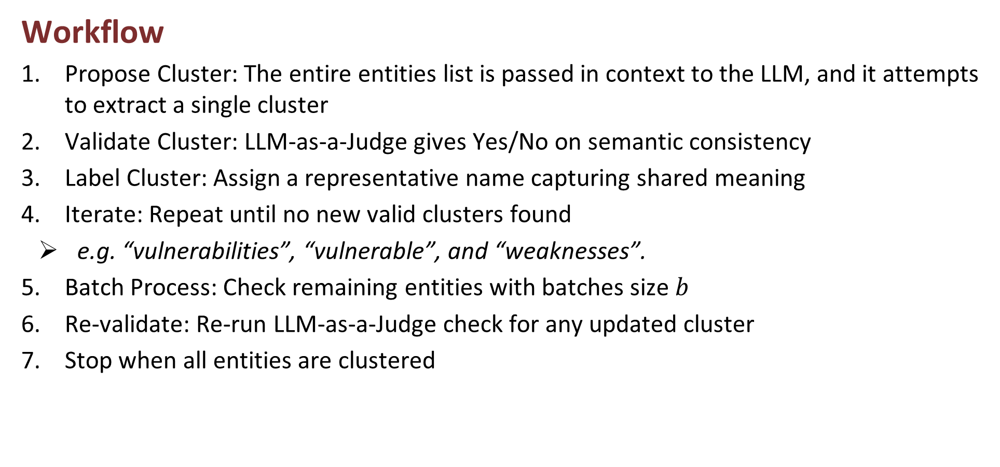 Workflow
1. Propose Cluster: The entire entities list is passed in context to the LLM, and it attempts
to extract a single cluster
2. Validate Cluster: LLM-as-a-Judge gives Yes/No on semantic consistency
3. Label Cluster: Assign a representative name capturing shared meaning
4. Iterate: Repeat until no new valid clusters found
➢ e.g. “vulnerabilities”, “vulnerable”, and “weaknesses”.
5. Batch Process: Check remaining entities with batches size b
6. Re-validate: Re-run LLM-as-a-Judge check for any updated cluster
7. Stop when all entities are clustered